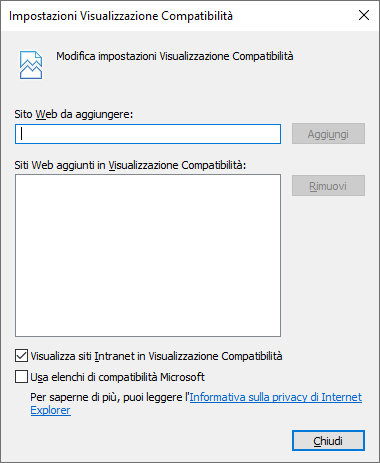 Impostazioni Visualizzazione Compatibilità
Modifica impostazioni Visualizzazione Compatibilità
Sito Web da aggiungere:
Aggiungi
Siti Web aggiunti in Visualizzazione Compatibilità:
Rimuovi
Visualizza siti Intranet in Visualizzazione Compatibilità
Usa elenchi di compatibilità Microsoft
Per saperne di più, puoi leggere l'Informativa sulla privacy di Internet
Explorer
Chiudi